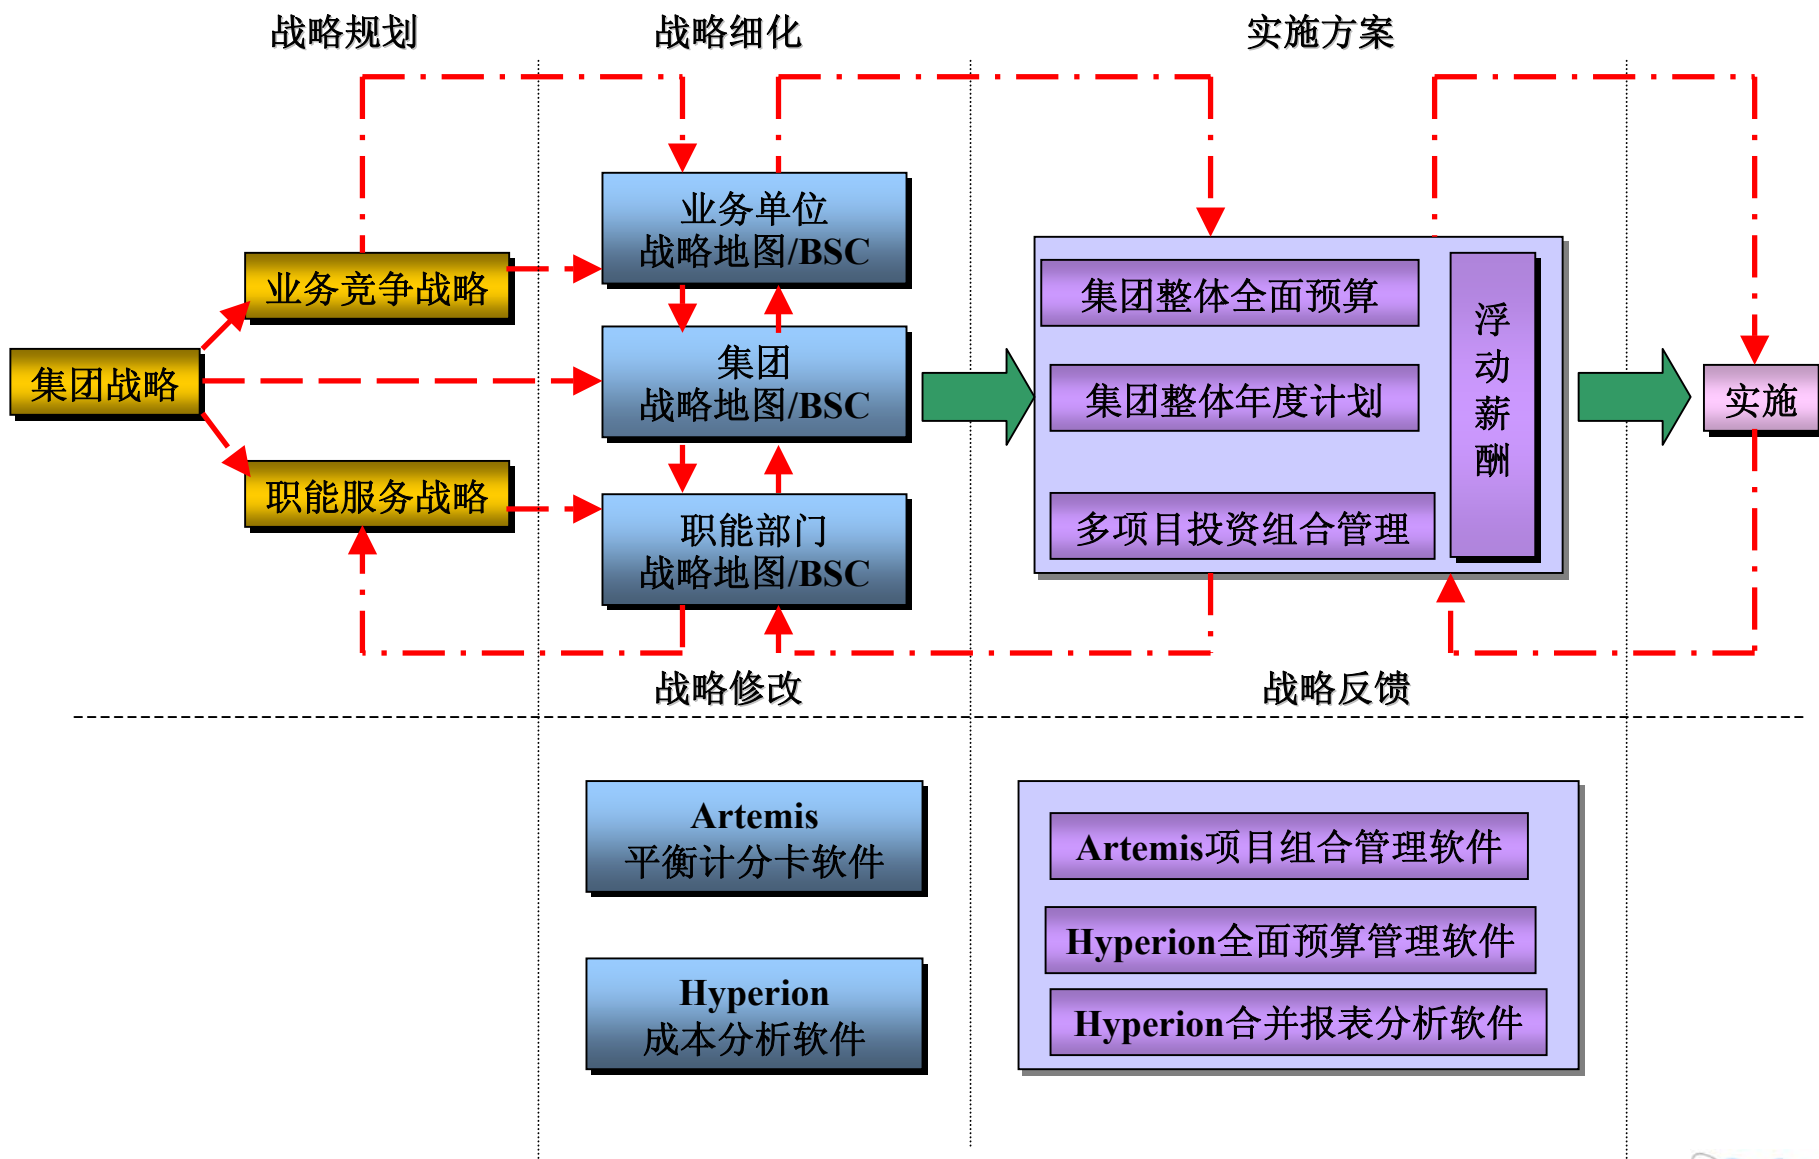 战略规划
战略细化
实施方案
业务单位
战略地图/BSC
业务竞争战略
集团整体全面预算
浮
动
薪
酬
集团
战略地图/BSC
集团战略
集团整体年度计划
实施
职能服务战略
职能部门
战略地图/BSC
多项目投资组合管理
战略修改
战略反馈
Artemis
平衡计分卡软件
Artemis项目组合管理软件
Hyperion全面预算管理软件
Hyperion
成本分析软件
Hyperion合并报表分析软件